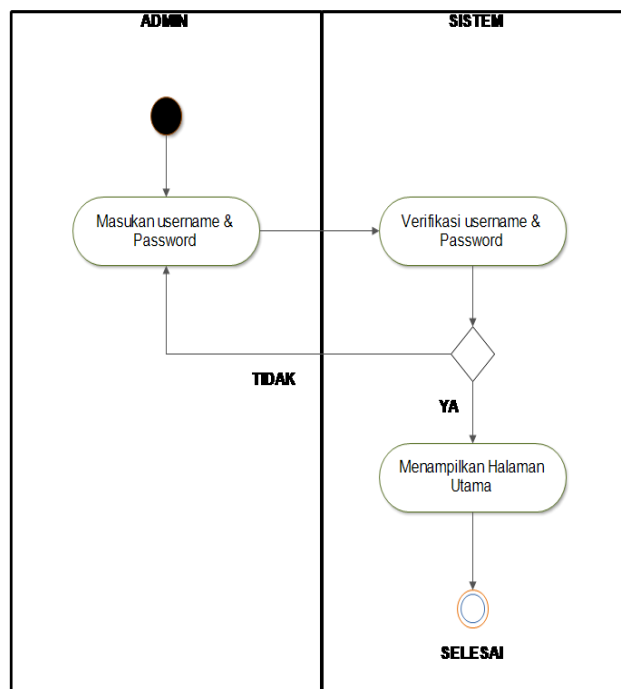 ADMIN
SISTEM
Masukan username &
Password
Verifikasi username &
Password
TIDAK
YA
Menampilkan Halaman
Utama
SELESAI